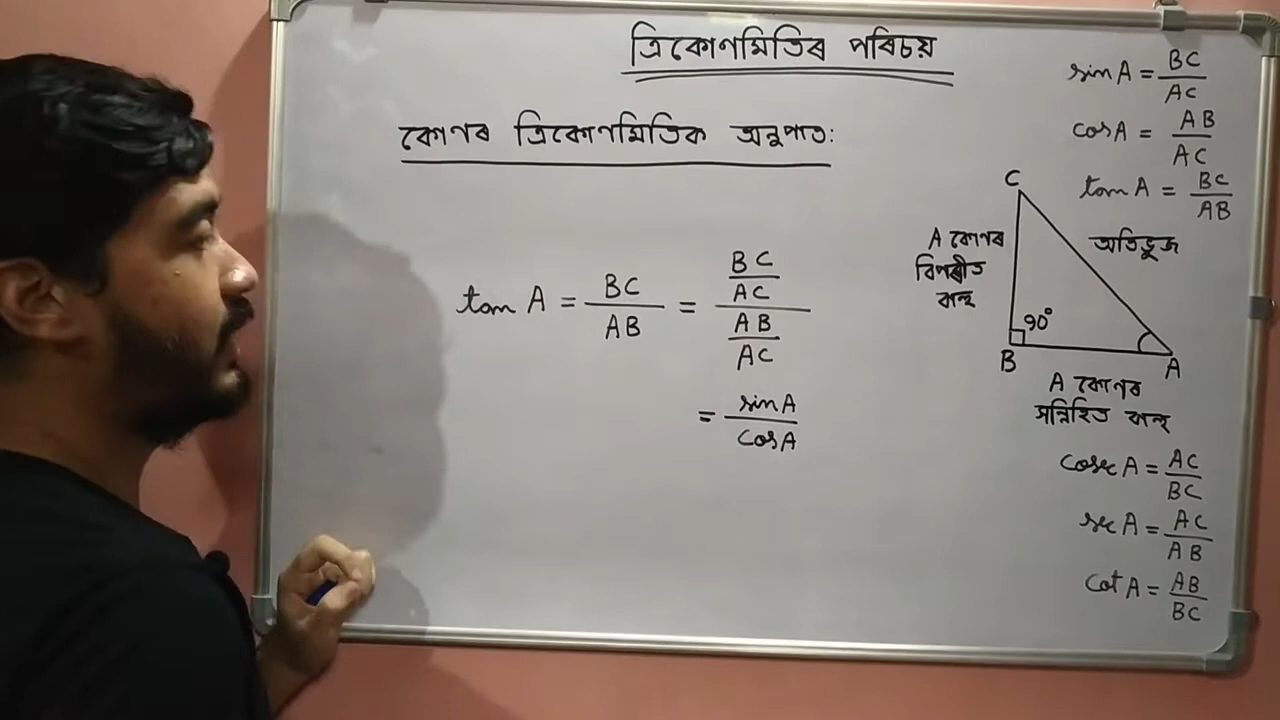 ত্ৰিকোণমিতিৰ পৰিচয়
কোণৰ ত্ৰিকোণমিতিক অনুপাত:
tan A = BC / AB = (BC / AC) / (AB / AC)
= sin A / cos A
sin A = BC / AC
cos A = AB / AC
tan A = BC / AB
C
A কোণৰ
বিপৰীত
বাহু
অতিভুজ
90°
B
A
A কোণৰ
সন্নিহিত বাহু
cosec A = AC / BC
sec A = AC / AB
cot A = AB / BC